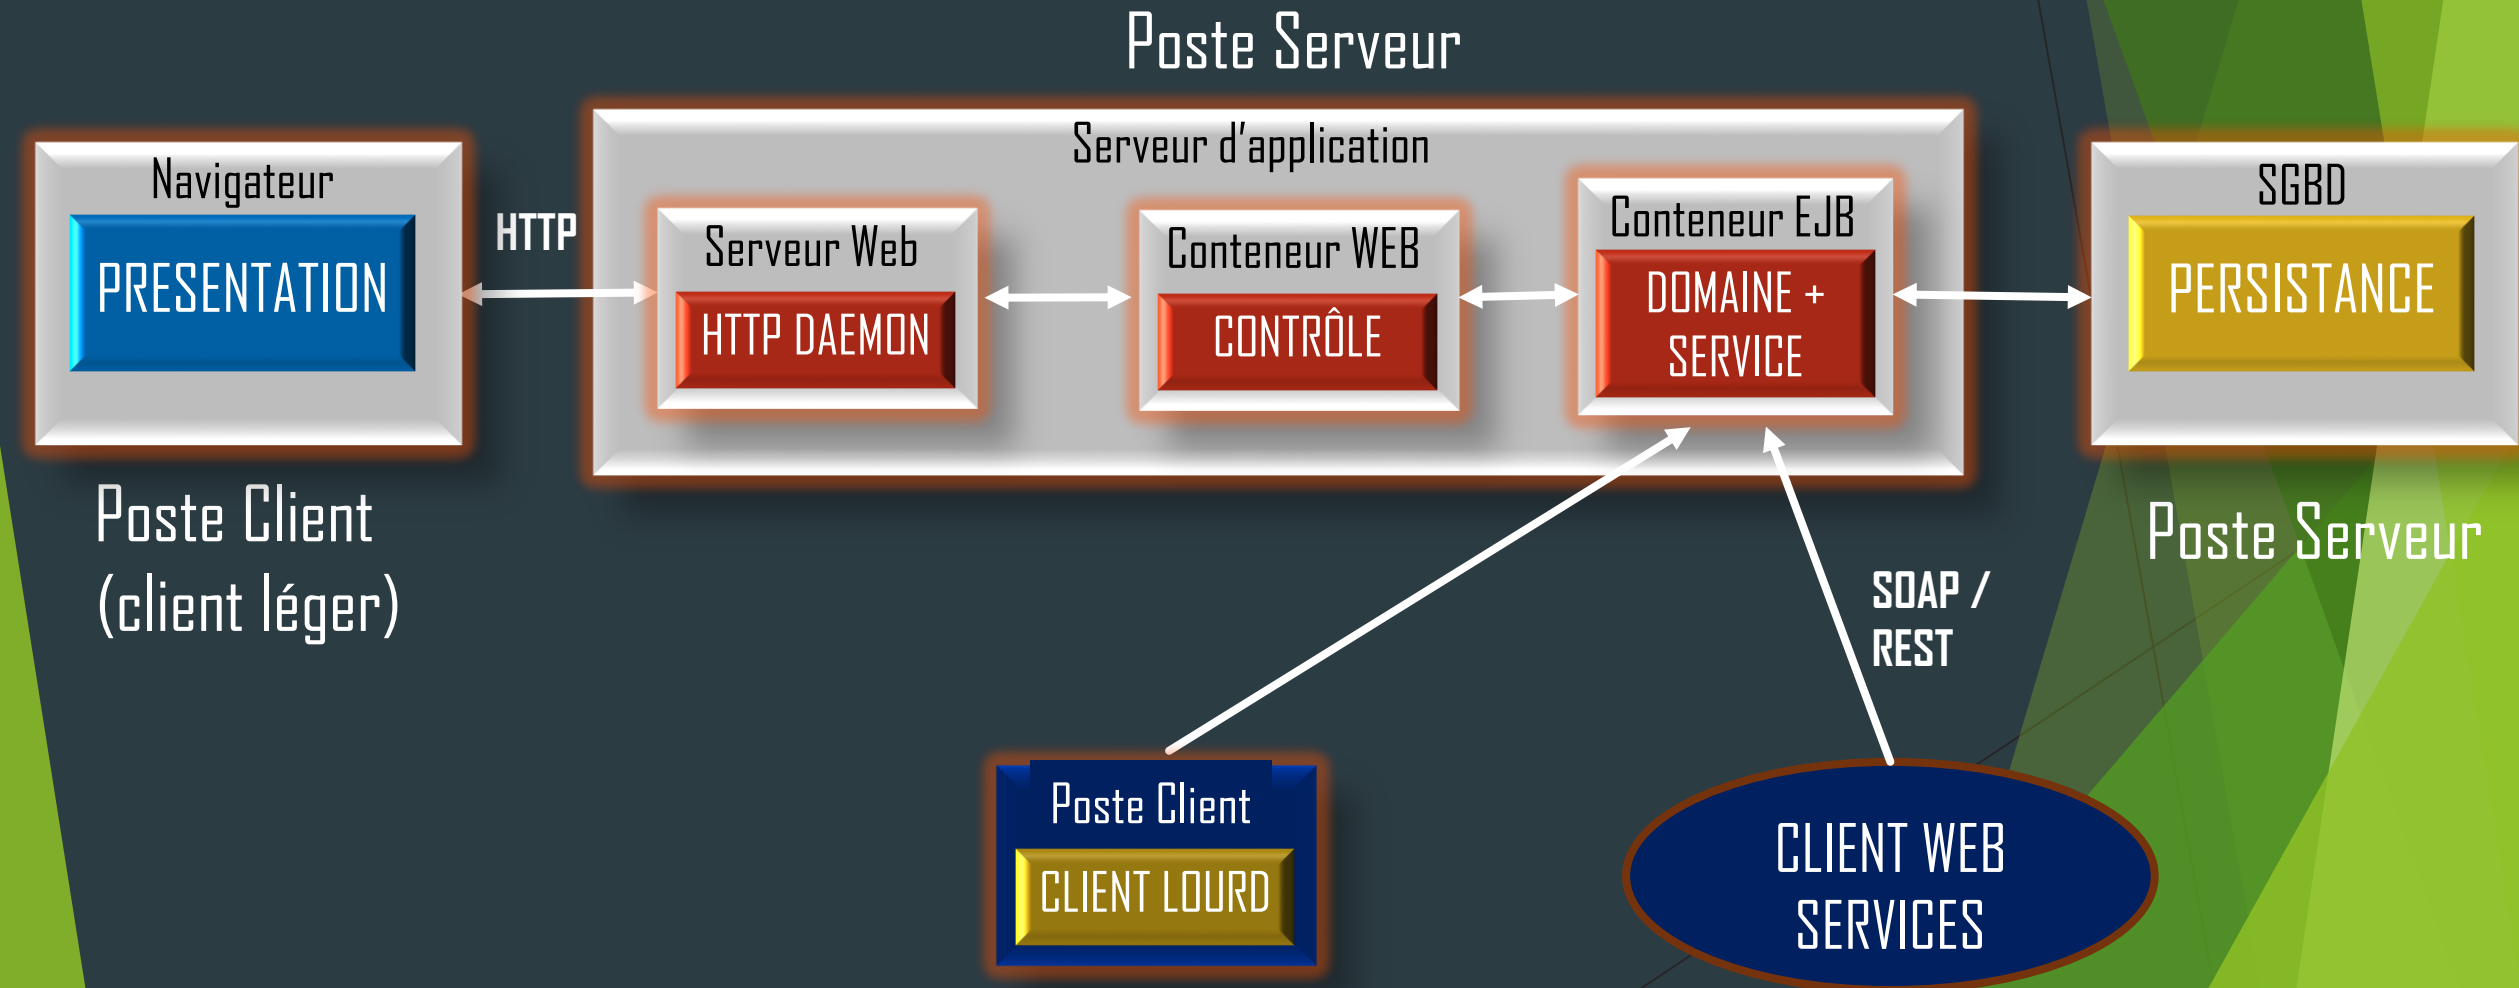 Poste Serveur
Serveur d'application
Navigateur
PRESENTATION
HTTP
Serveur Web
HTTP DAEMON
Conteneur WEB
CONTRÔLE
Conteneur EJB
DOMAINE +
SERVICE
SGBD
PERSISTANCE
Poste Client
(client léger)
Poste Serveur
SOAP /
REST
Poste Client
CLIENT LOURD
CLIENT WEB
SERVICES